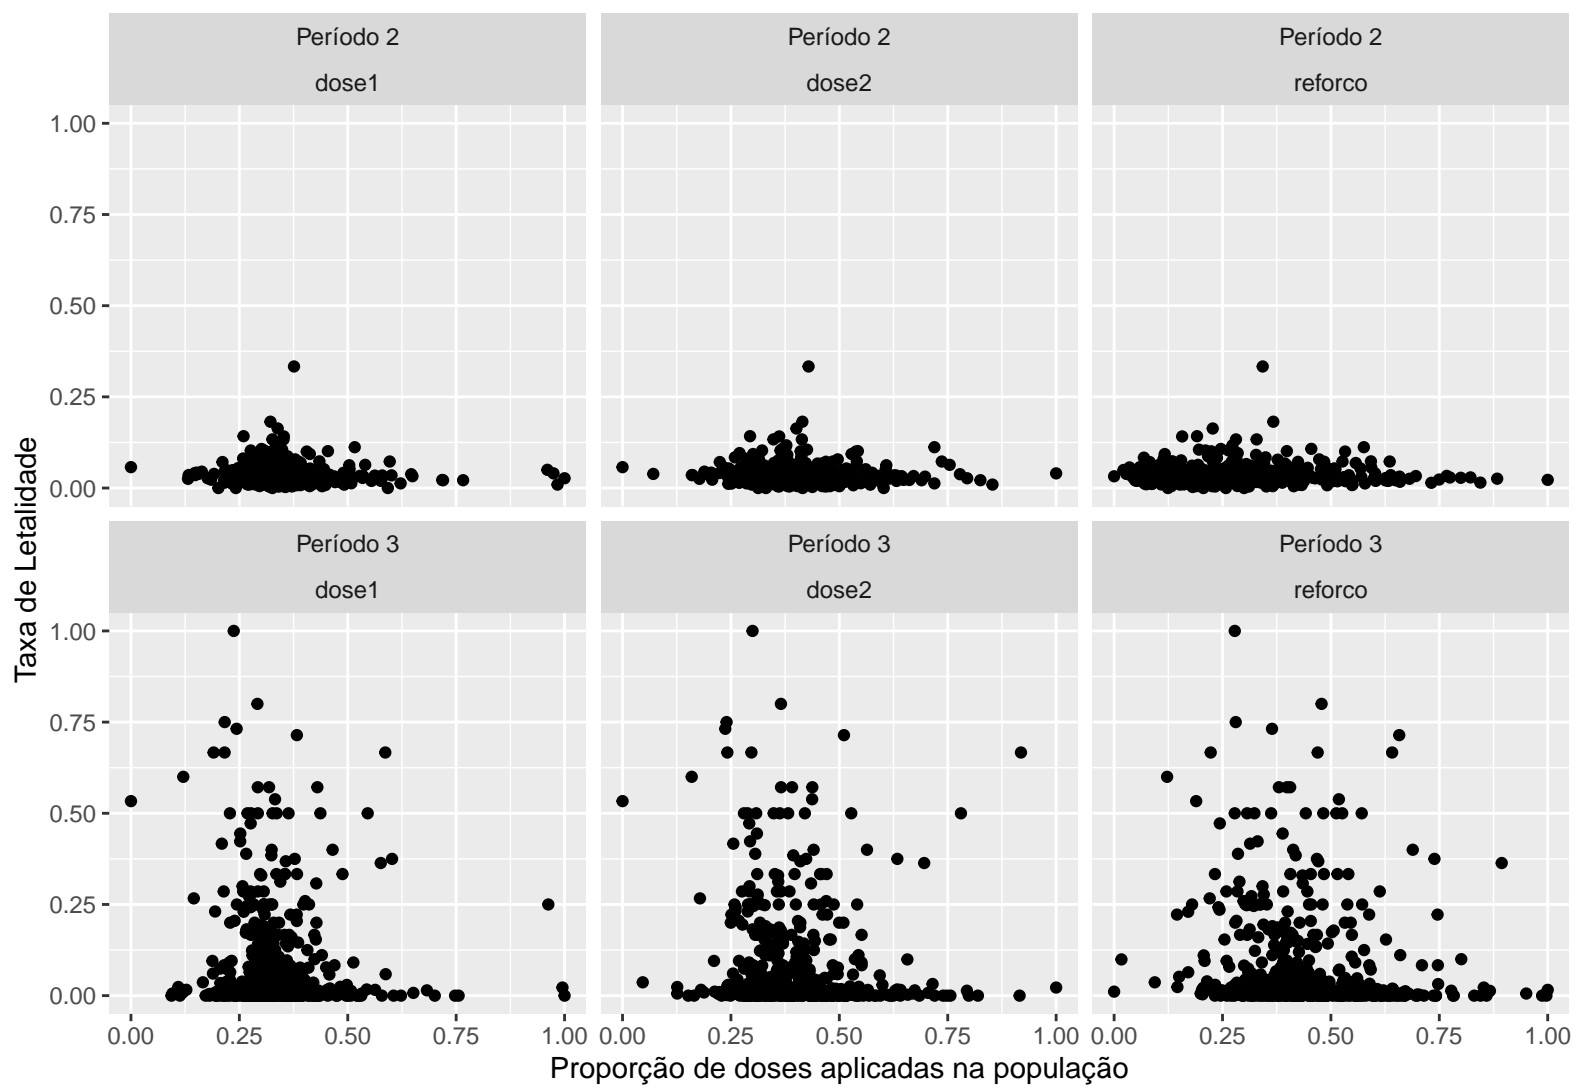 Período 2
Período 2
Período 2
dose1
dose2
reforco
1.00
0.75
0.50
0.25
0.00
Período 3
Período 3
Período 3
dose1
dose2
reforco
1.00
0.75
0.50
0.25
0.00
0.00 0.25 0.50 0.75 1.00
0.00 0.25 0.50 0.75 1.00
0.00 0.25 0.50 0.75 1.00
Proporção de doses aplicadas na população
Taxa de Letalidade